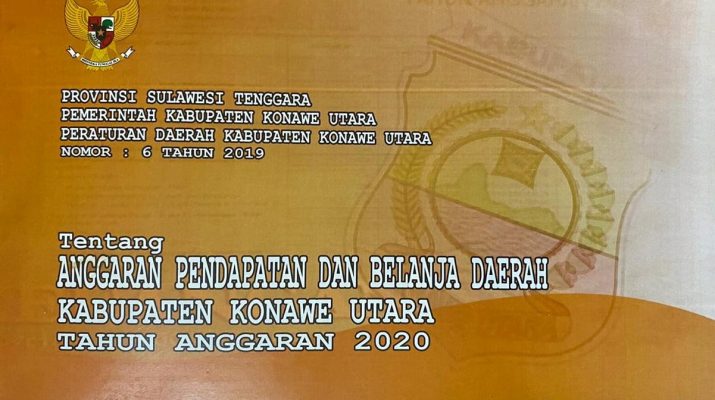 PROVINSI SULAWESI TENGGARA
PEMERINTAH KABUPATEN KONAWE UTARA
PERATURAN DAERAH KABUPATEN KONAWE UTARA
NOMOR : 6 TAHUN 2019
Tentang
ANGGARAN PENDAPATAN DAN BELANJA DAERAH
KABUPATEN KONAWE UTARA
TAHUN ANGGARAN 2020